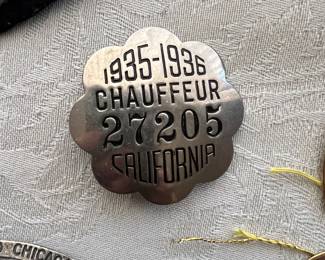 1935-1936
CHAUFFEUR
27205
CALIFORNIA
CHICAGO